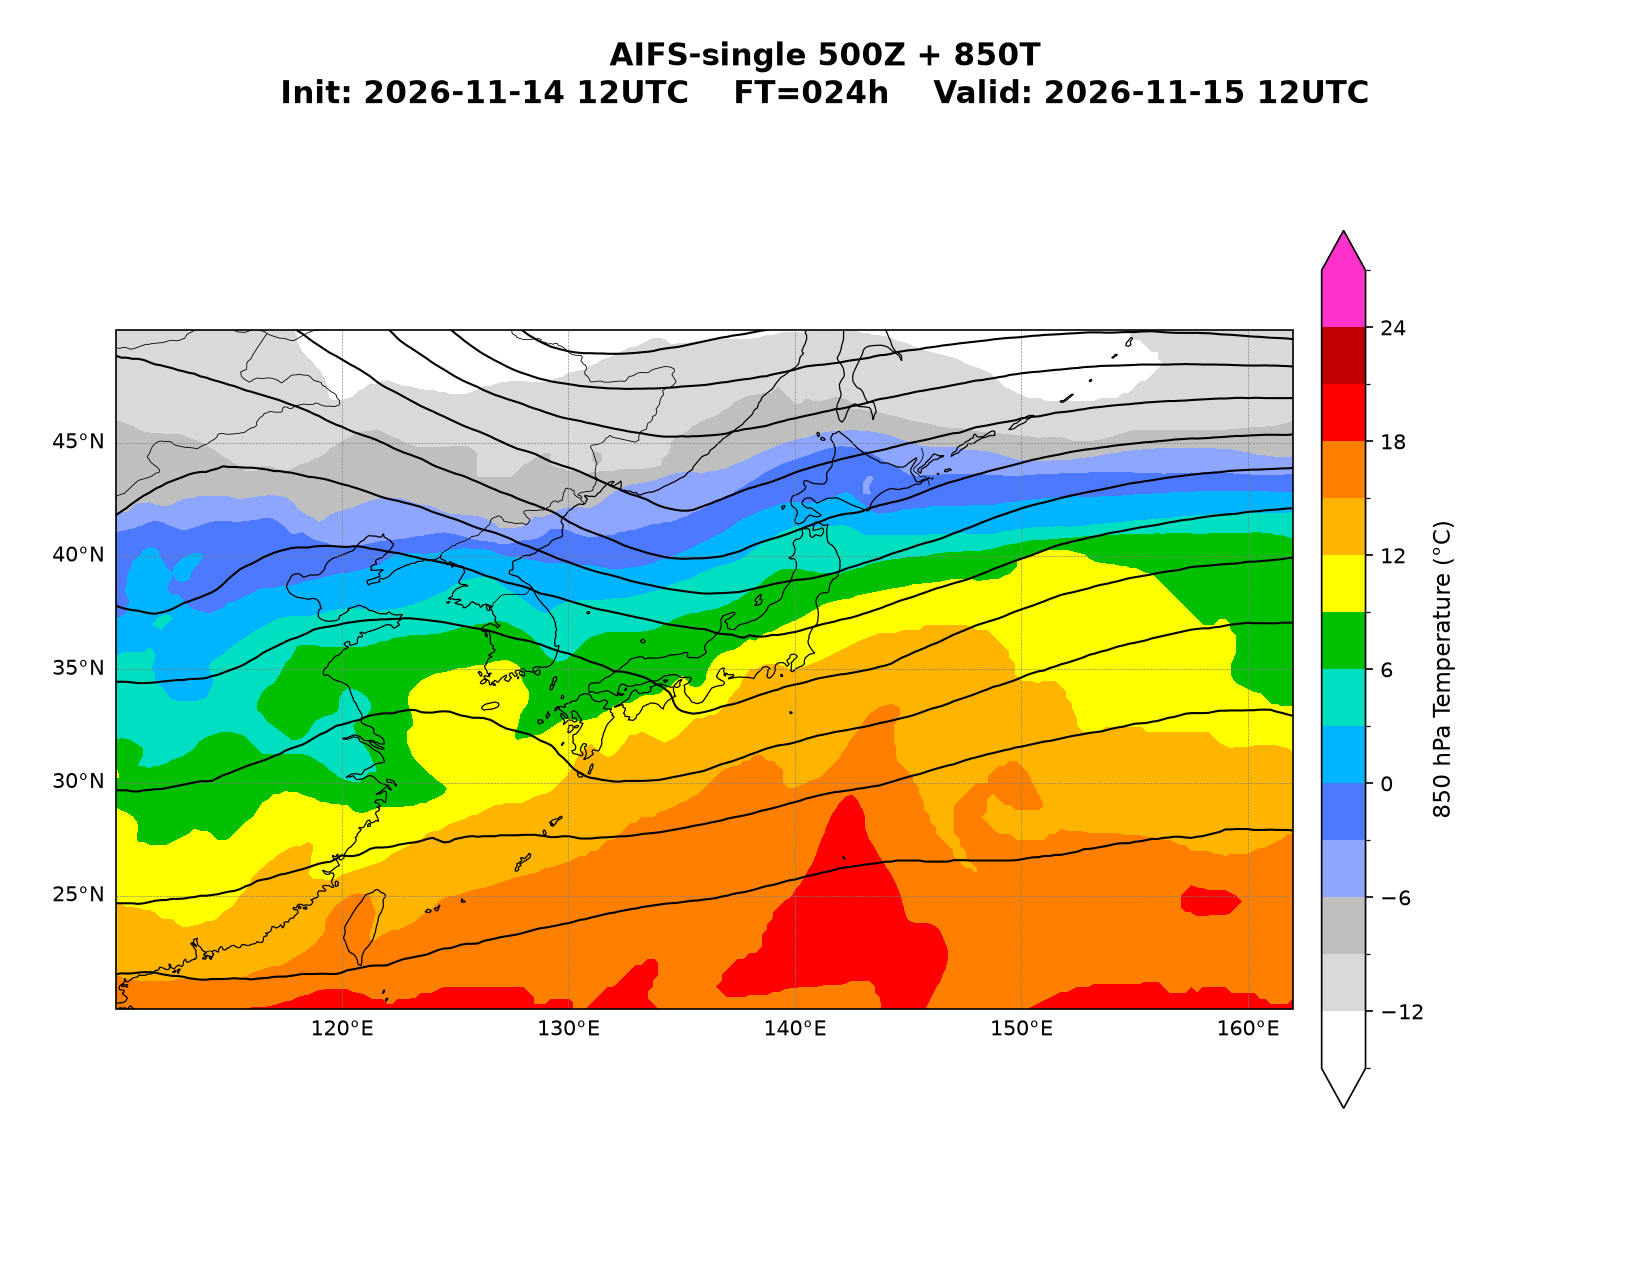 AIFS-single 500Z + 850T
Init: 2026-11-14 12UTC    FT=024h    Valid: 2026-11-15 12UTC
24
18
12
6
0
−6
−12
850 hPa Temperature (°C)
45°N
40°N
35°N
30°N
25°N
120°E
130°E
140°E
150°E
160°E